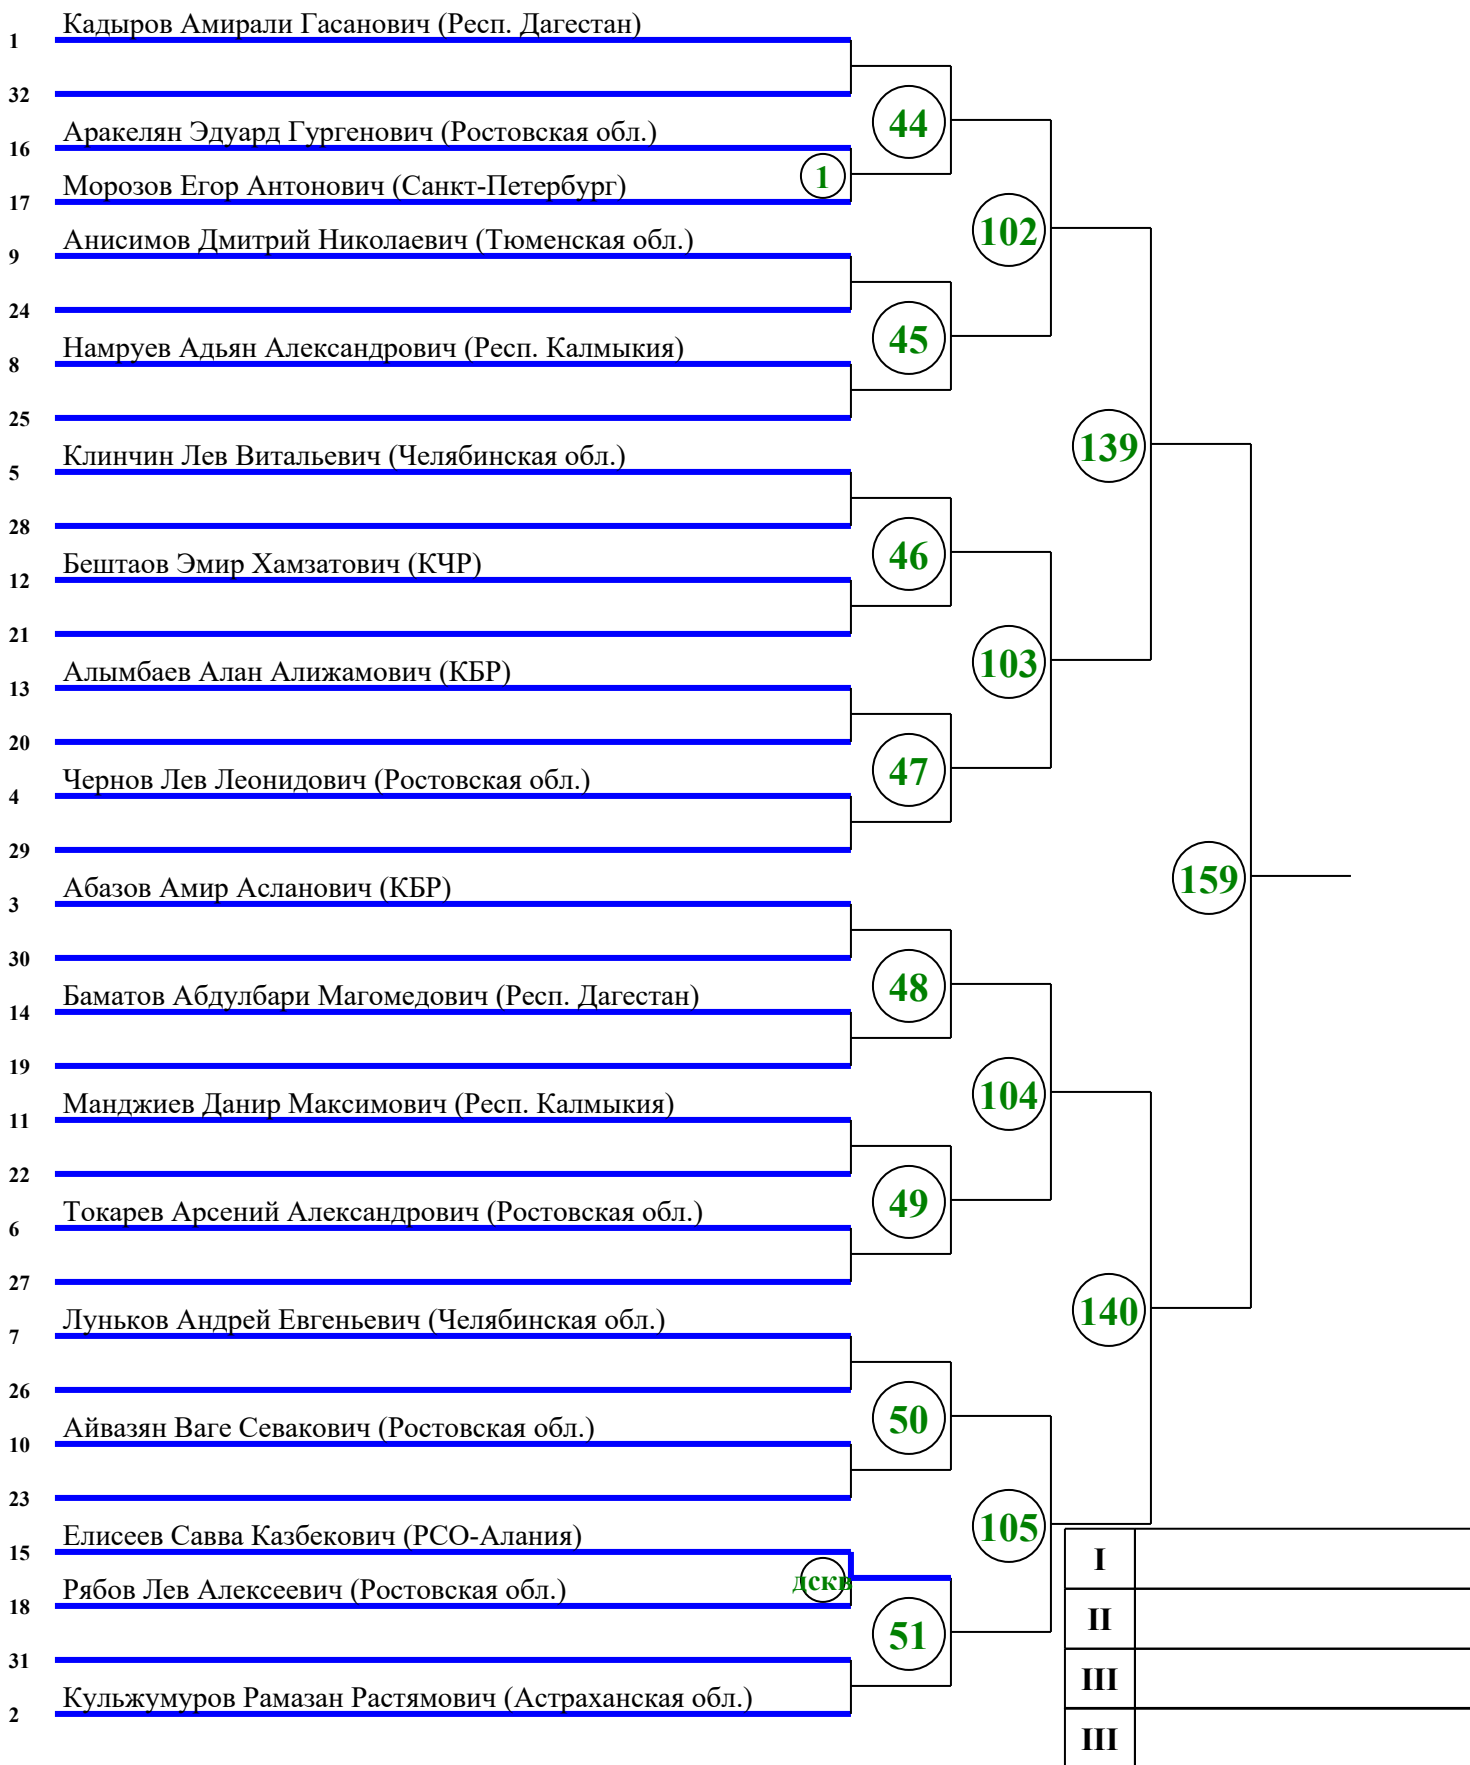 Кадыров Амирали Гасанович (Респ. Дагестан)
1
32
44
Аракелян Эдуард Гургенович (Ростовская обл.)
16
1
Морозов Егор Антонович (Санкт-Петербург)
17
102
Анисимов Дмитрий Николаевич (Тюменская обл.)
9
24
45
Намруев Адьян Александрович (Респ. Калмыкия)
8
25
139
Клинчин Лев Витальевич (Челябинская обл.)
5
28
46
Бештаов Эмир Хамзатович (КЧР)
12
21
103
Алымбаев Алан Алижамович (КБР)
13
20
47
Чернов Лев Леонидович (Ростовская обл.)
4
29
159
Абазов Амир Асланович (КБР)
3
30
48
Баматов Абдулбари Магомедович (Респ. Дагестан)
14
19
104
Манджиев Данир Максимович (Респ. Калмыкия)
11
22
49
Токарев Арсений Александрович (Ростовская обл.)
6
27
140
Луньков Андрей Евгеньевич (Челябинская обл.)
7
26
50
Айвазян Ваге Севакович (Ростовская обл.)
10
23
105
Елисеев Савва Казбекович (РСО-Алания)
15
I
дскв
Рябов Лев Алексеевич (Ростовская обл.)
18
II
51
31
III
Кульжумуров Рамазан Растямович (Астраханская обл.)
2
III